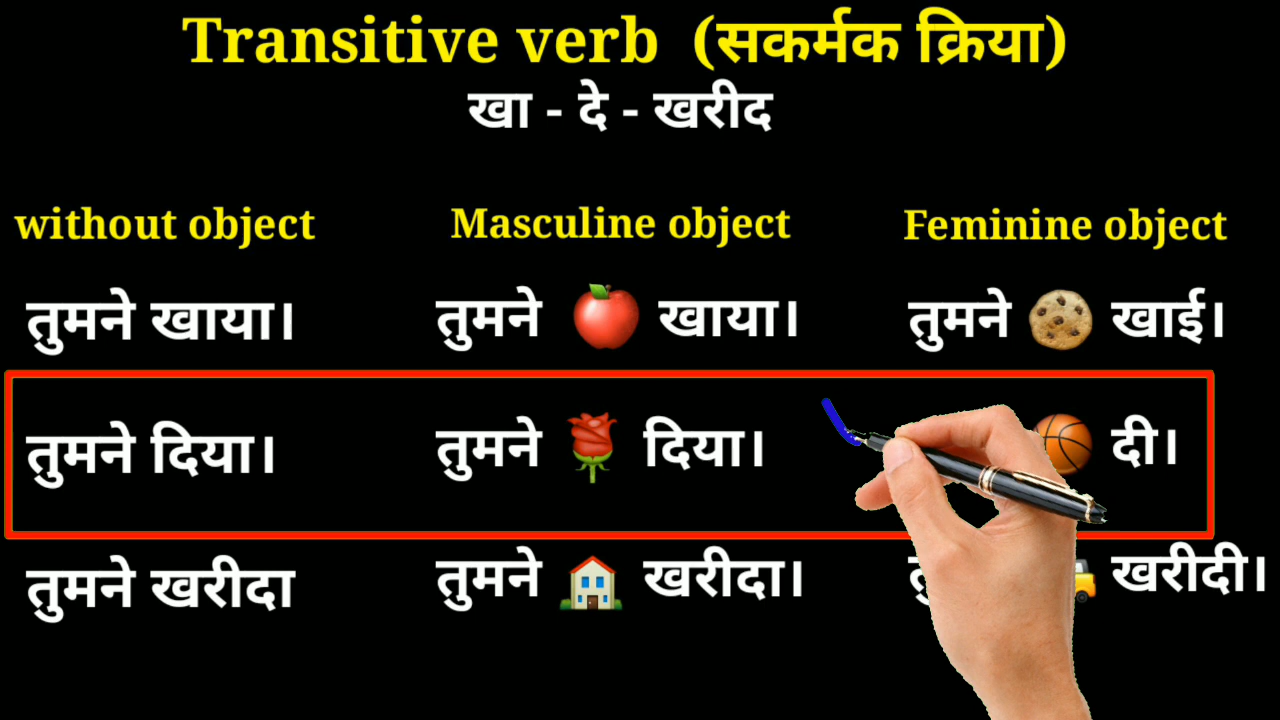 Transitive verb (सकर्मक क्रिया)
खा - दे - खरीद
without object Masculine object Feminine object
तुमने खाया। तुमने खाया। तुमने खाई।
तुमने दिया। तुमने दिया। दी।
तुमने खरीदा तुमने खरीदा। खरीदी।